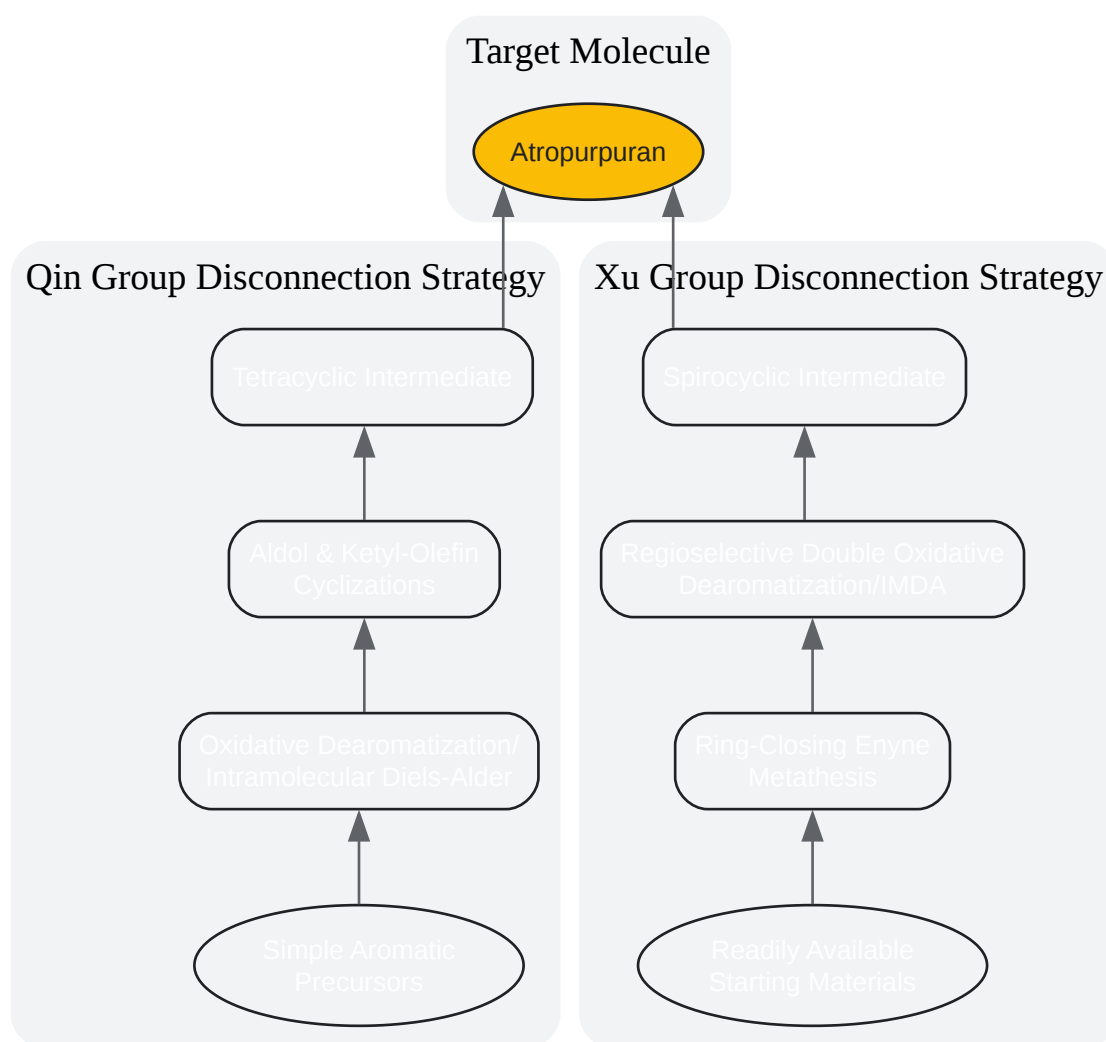 Target Molecule
Atropurpuran
Qin Group Disconnection Strategy
Tetracyclic Intermediate
Aldol & Ketyl-Olefin
Cyclizations
Oxidative Dearomatization/
Intramolecular Diels-Alder
Simple Aromatic
Precursors
Xu Group Disconnection Strategy
Spirocyclic Intermediate
Regioselective Double Oxidative
Dearomatization/IMDA
Ring-Closing Enyne
Metathesis
Readily Available
Starting Materials